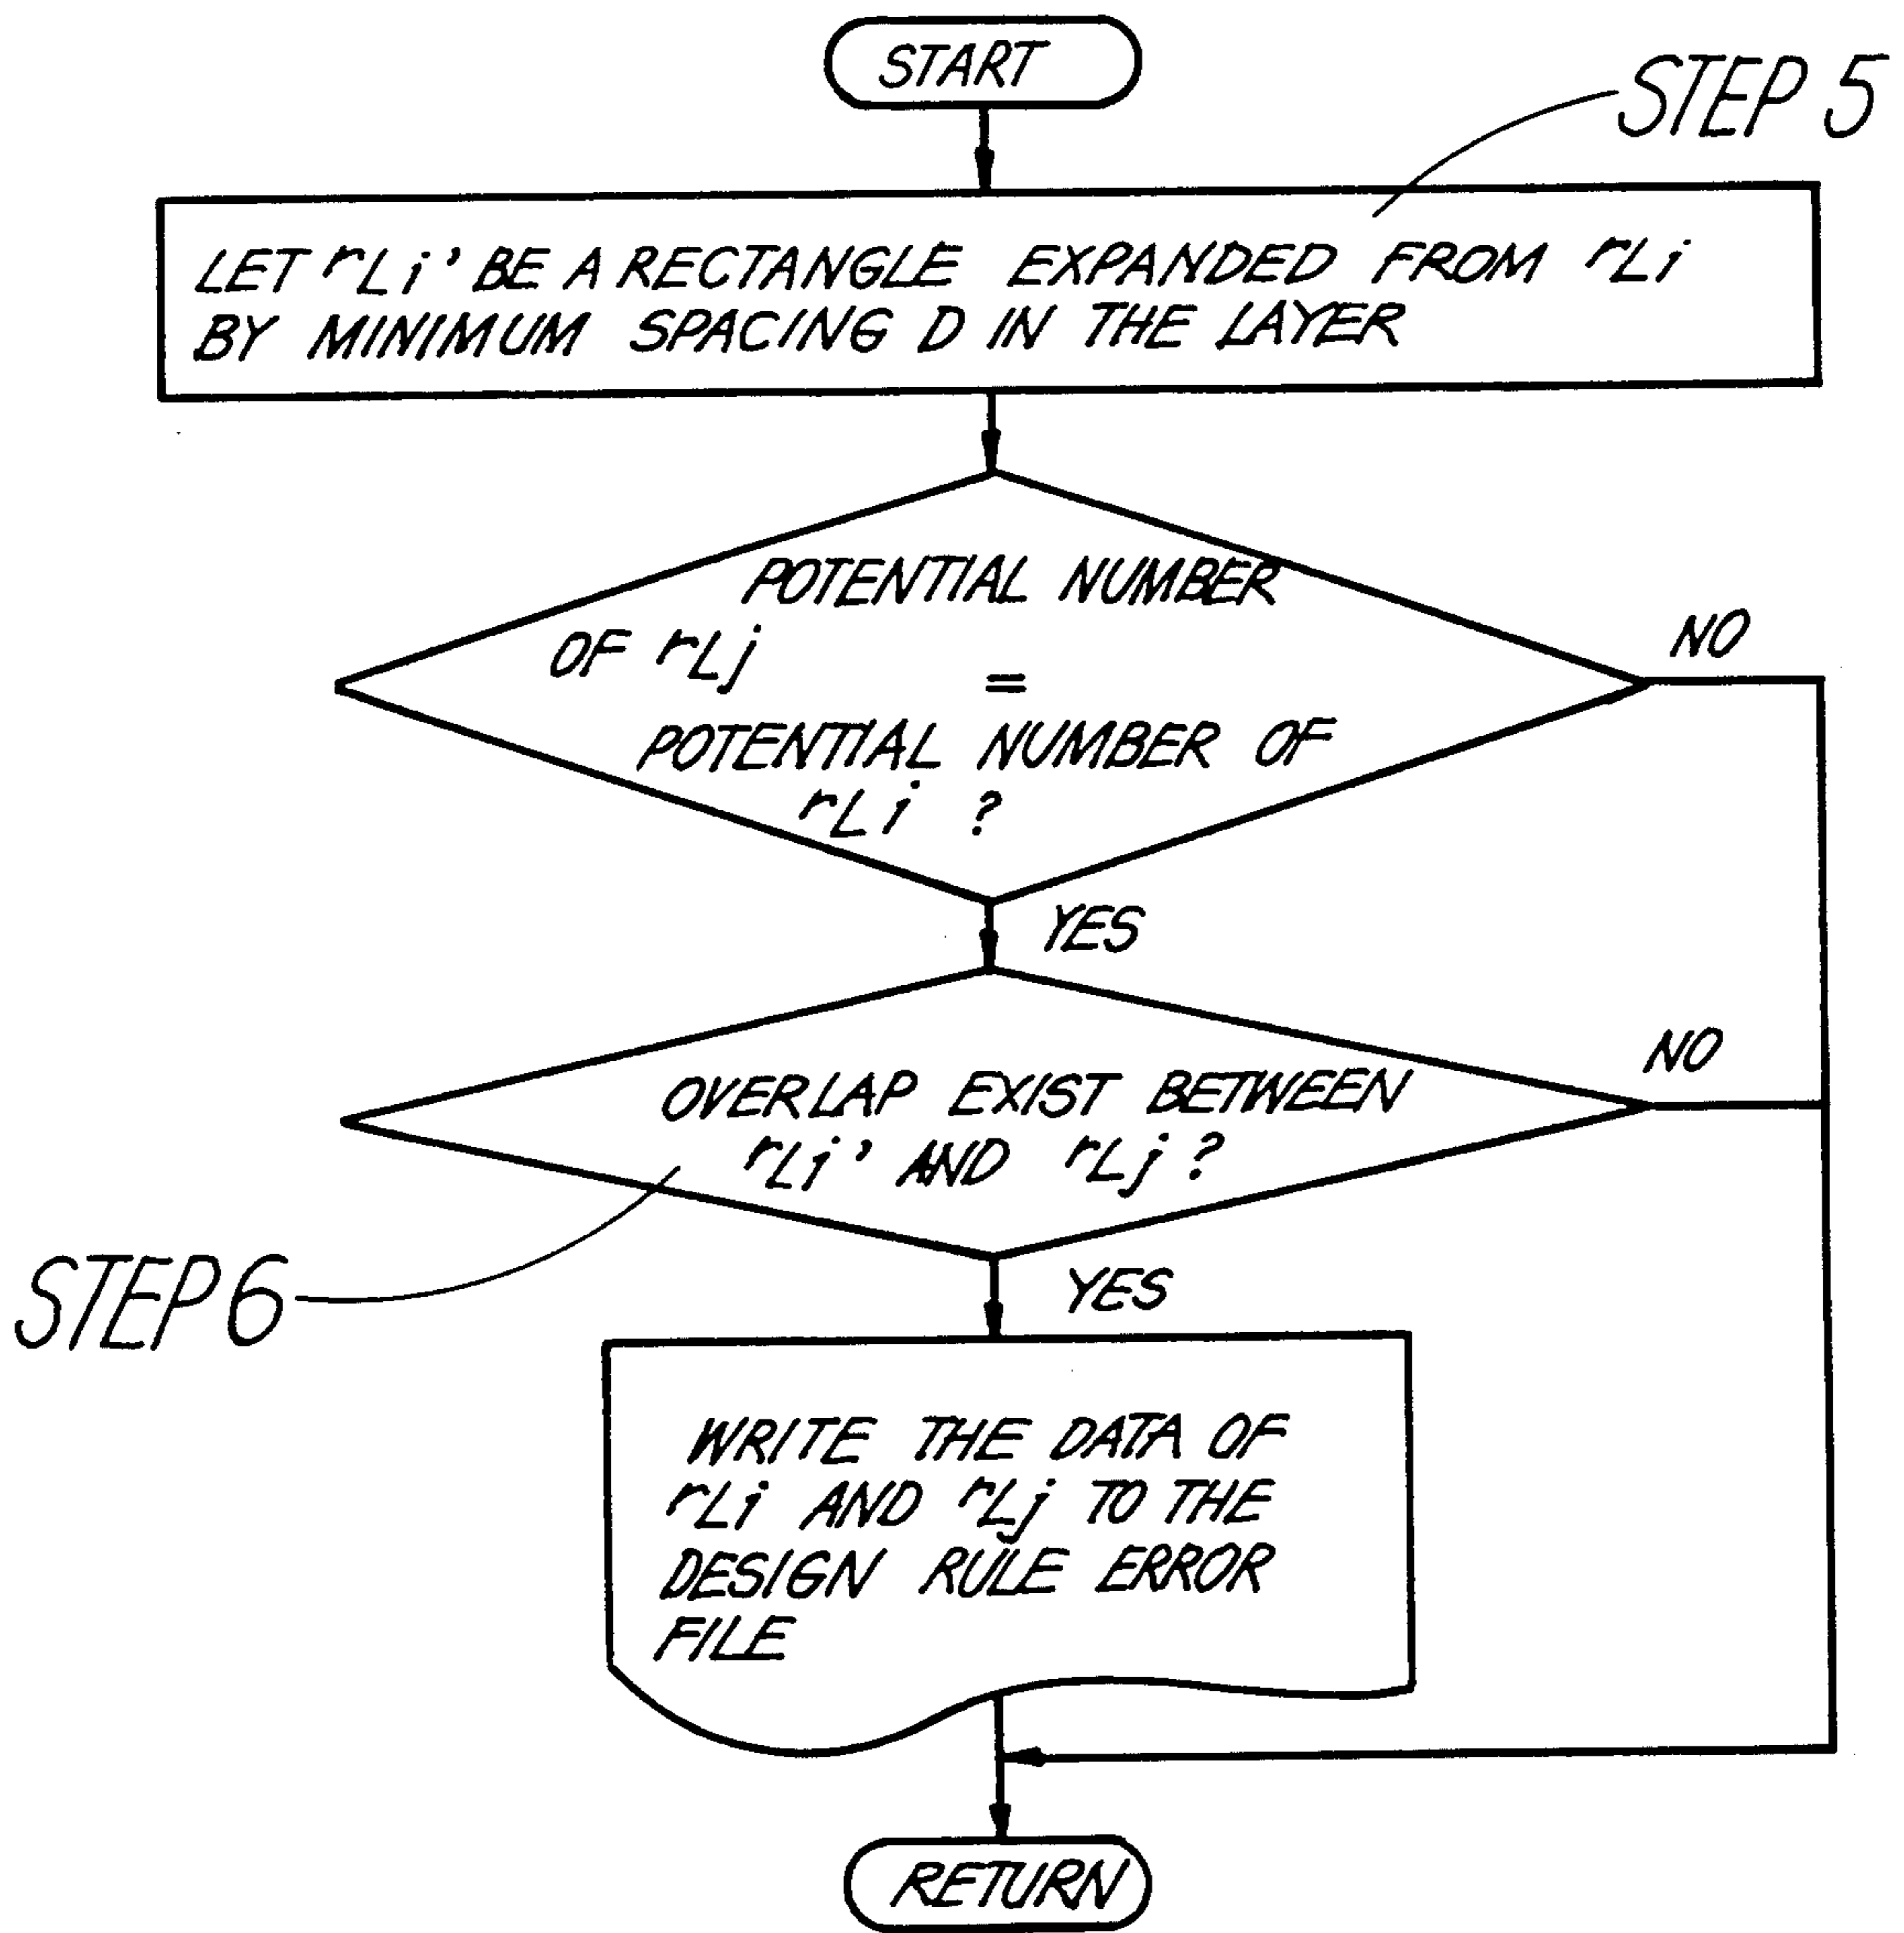 START
STEP 5
LET rLi' BE A RECTANGLE EXPANDED FROM rLi
BY MINIMUM SPACING D IN THE LAYER
POTENTIAL NUMBER
OF rLj
=
NO
POTENTIAL NUMBER OF
rLi ?
YES
NO
OVERLAP EXIST BETWEEN
rLi' AND rLj ?
STEP 6
YES
WRITE THE DATA OF
rLi AND rLj TO THE
DESIGN RULE ERROR
FILE
RETURN